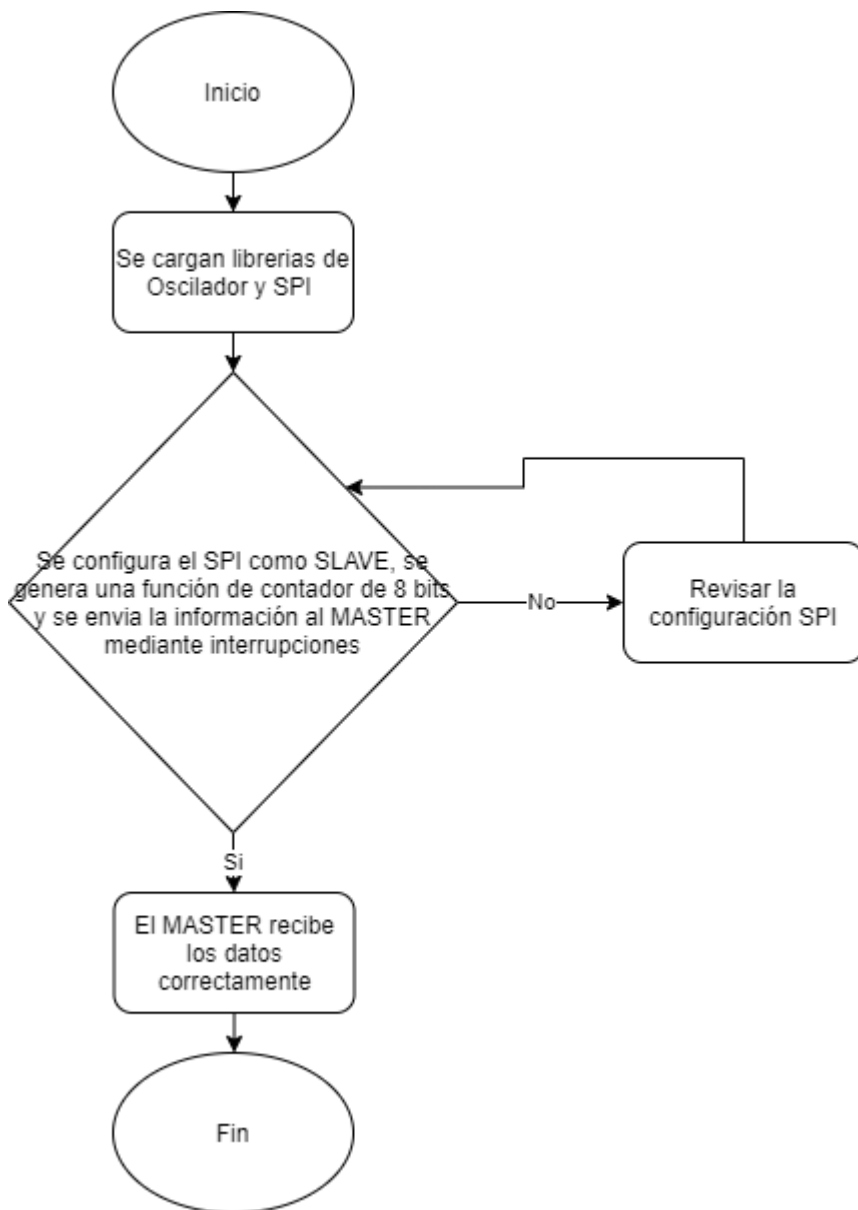 Inicio
Se cargan librerias de
Oscilador y SPI
Se configura el SPI como SLAVE, se
genera una función de contador de 8 bits
y se envia la información al MASTER
mediante interrupciones
No
Revisar la
configuración SPI
Si
El MASTER recibe
los datos
correctamente
Fin